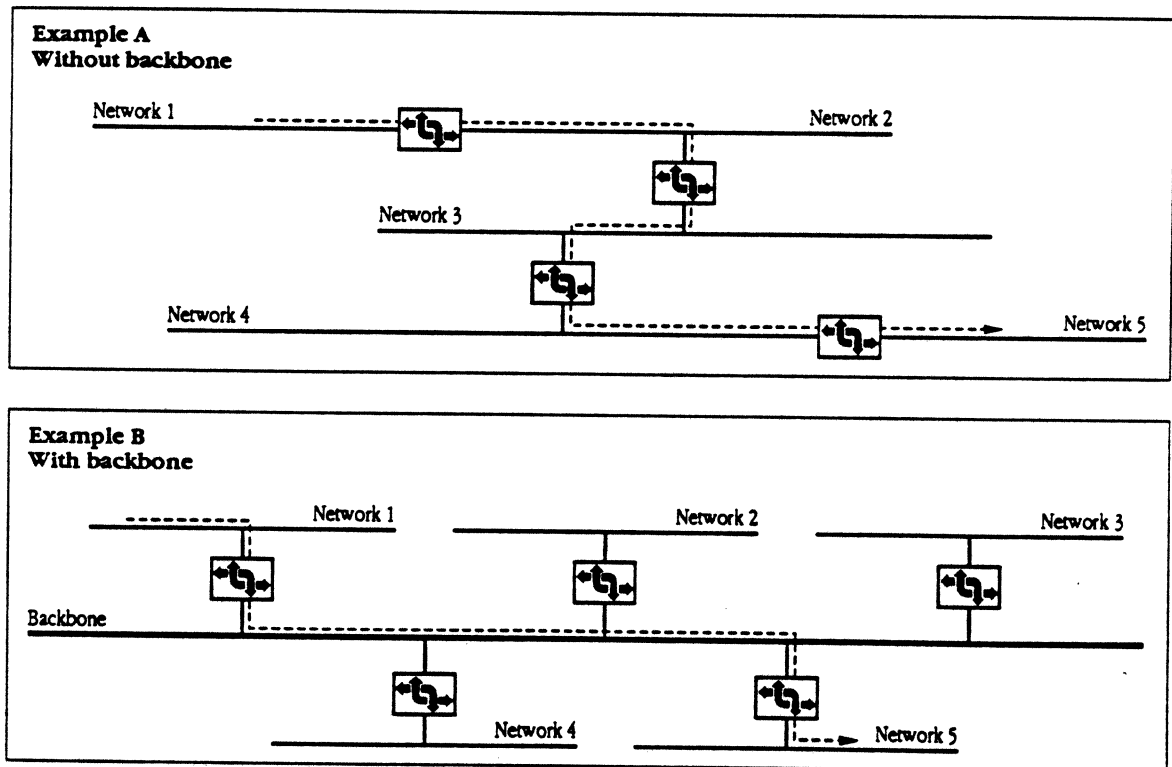 Example A
Without backbone
Network 1
Network 2
Network 3
Network 4
Network 5
Example B
With backbone
Network 1
Network 2
Network 3
Backbone
Network 4
Network 5